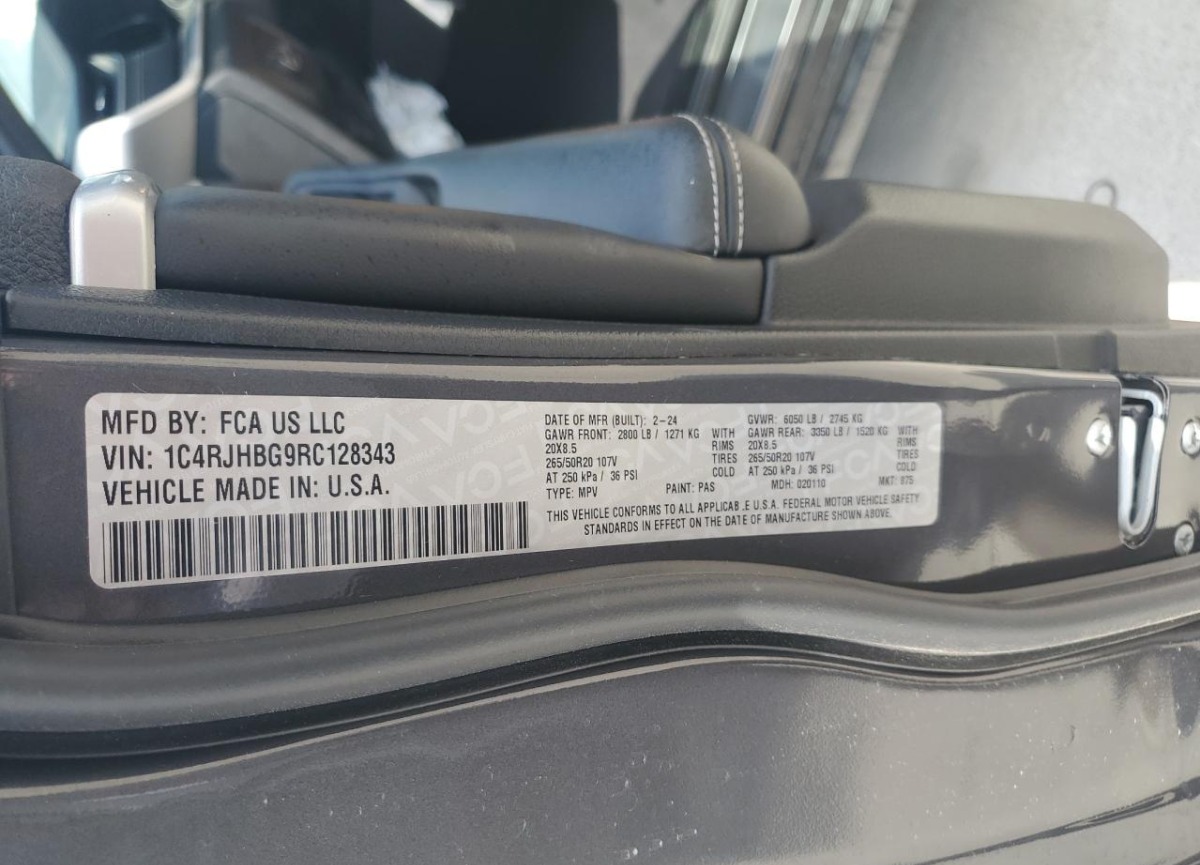 MFD BY: FCA US LLC
VIN: 1C4RJHBG9RC128343
VEHICLE MADE IN: U.S.A.
DATE OF MFR (BUILT): 2-24 GVWR: 6050 LB / 2745 KG
GAWR FRONT: 2800 LB / 1271 KG WITH GAWR REAR: 3350 LB / 1520 KG WITH
20X8.5 RIMS 20X8.5 RIMS
265/50R20 107V TIRES 265/50R20 107V TIRES
AT 250 kPa / 36 PSI COLD AT 250 kPa / 36 PSI COLD
TYPE: MPV PAINT: PAS MDH: 020110 MKT: 87S
THIS VEHICLE CONFORMS TO ALL APPLICAB .E U.S.A. FEDERAL MOTOR VEHICLE SAFETY
STANDARDS IN EFFECT ON THE DATE OF MANUFACTURE SHOWN ABOVE.